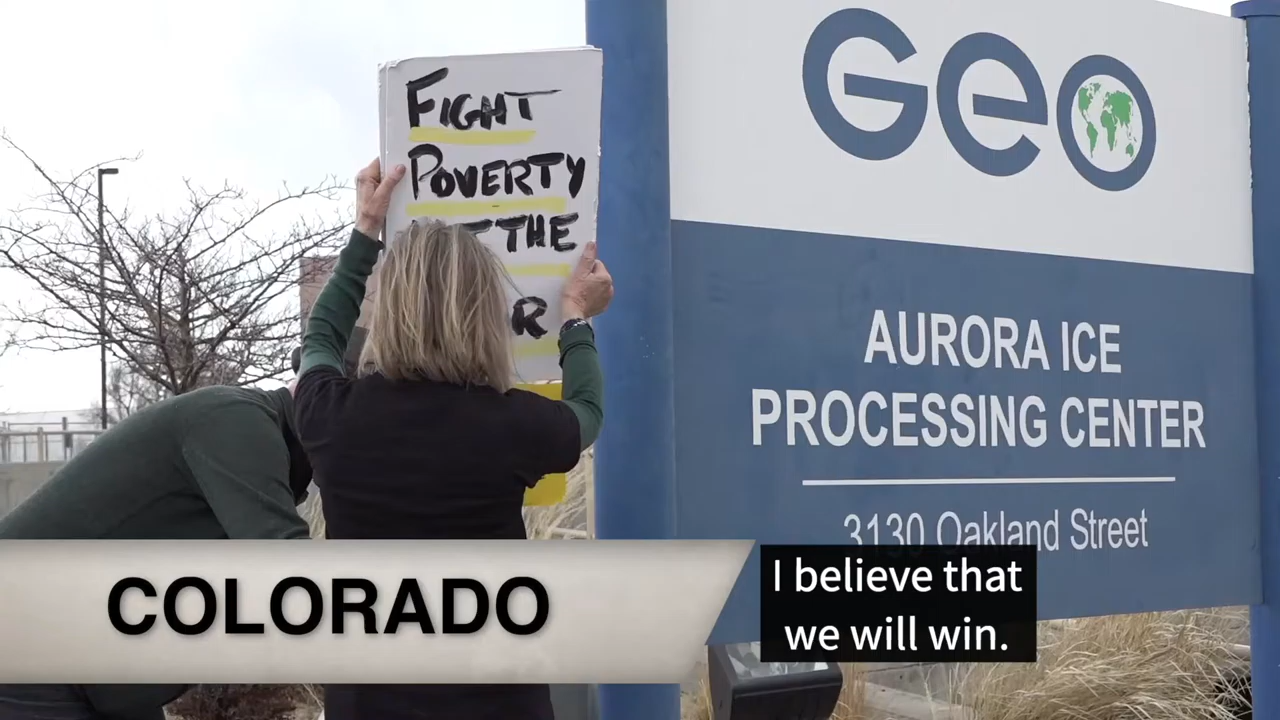 FIGHT
POVERTY
THE
GEO
AURORA ICE
PROCESSING CENTER
3130 Oakland Street
COLORADO
I believe that
we will win.